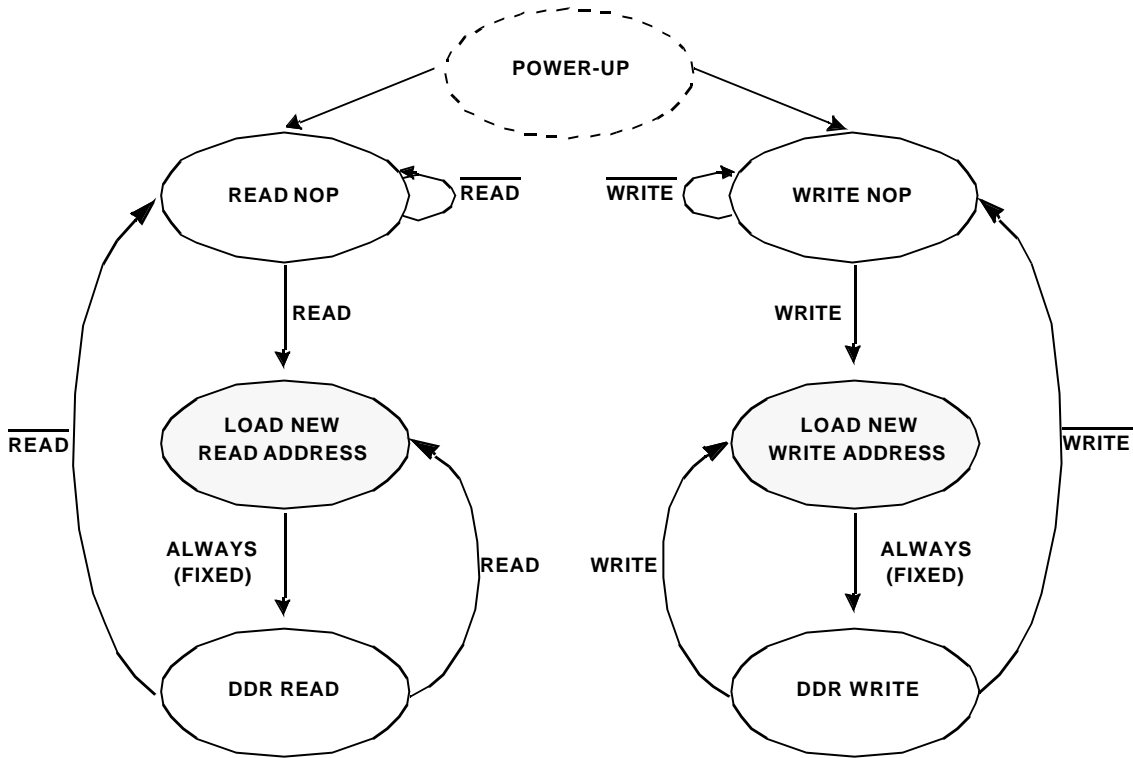 POWER-UP
READ NOP
READ
WRITE
WRITE NOP
READ
WRITE
LOAD NEW
READ ADDRESS
LOAD NEW
WRITE ADDRESS
READ
WRITE
ALWAYS
(FIXED)
READ
WRITE
ALWAYS
(FIXED)
DDR READ
DDR WRITE